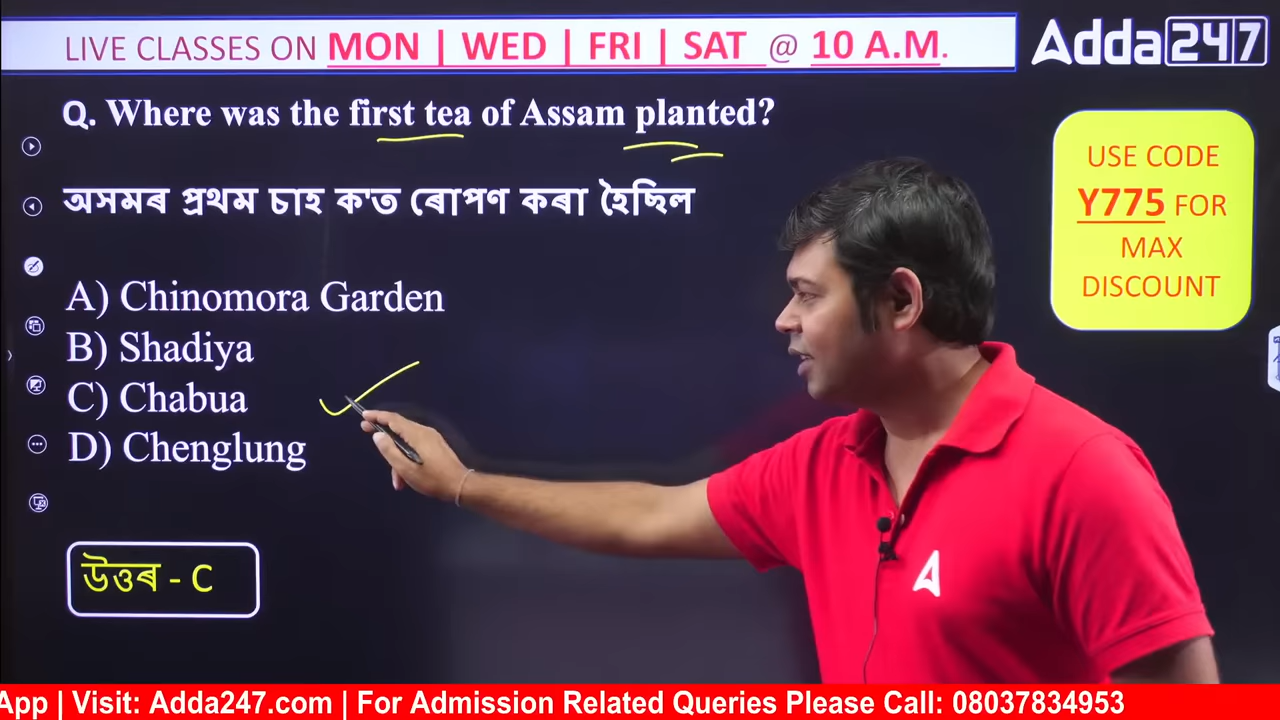 LIVE CLASSES ON MON | WED | FRI | SAT @ 10 A.M.
Adda247
Q. Where was the first tea of Assam planted?
অসমৰ প্ৰথম চাহ ক'ত ৰোপণ কৰা হৈছিল
A) Chinomora Garden
B) Shadiya
C) Chabua
D) Chenglung
উত্তৰ - C
USE CODE
Y775 FOR
MAX
DISCOUNT
App | Visit: Adda247.com | For Admission Related Queries Please Call: 08037834953